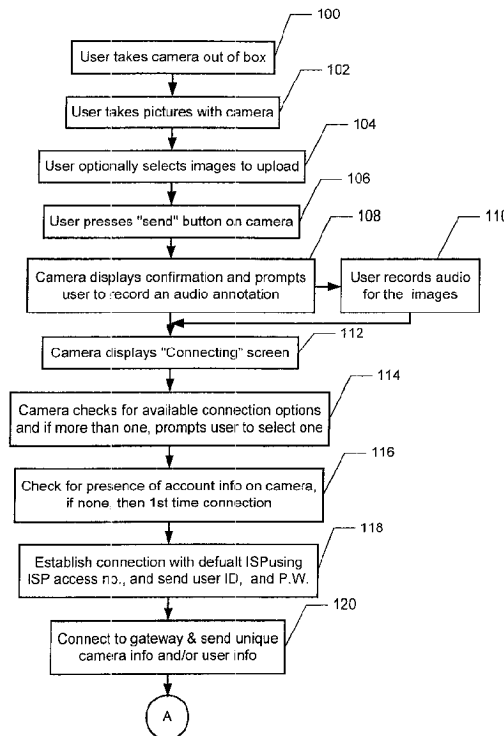 100
User takes camera out of box
102
User takes pictures with camera
104
User optionally selects images to upload
106
User presses "send" button on camera
108
110
Camera displays confirmation and prompts
user to record an audio annotation
User records audio
for the images
112
Camera displays "Connecting" screen
114
Camera checks for available connection options
and if more than one, prompts user to select one
116
Check for presence of account info on camera,
if none, then 1st time connection
118
Establish connection with defualt ISPusing
ISP access no., and send user ID, and P.W.
120
Connect to gateway & send unique
camera info and/or user info
A